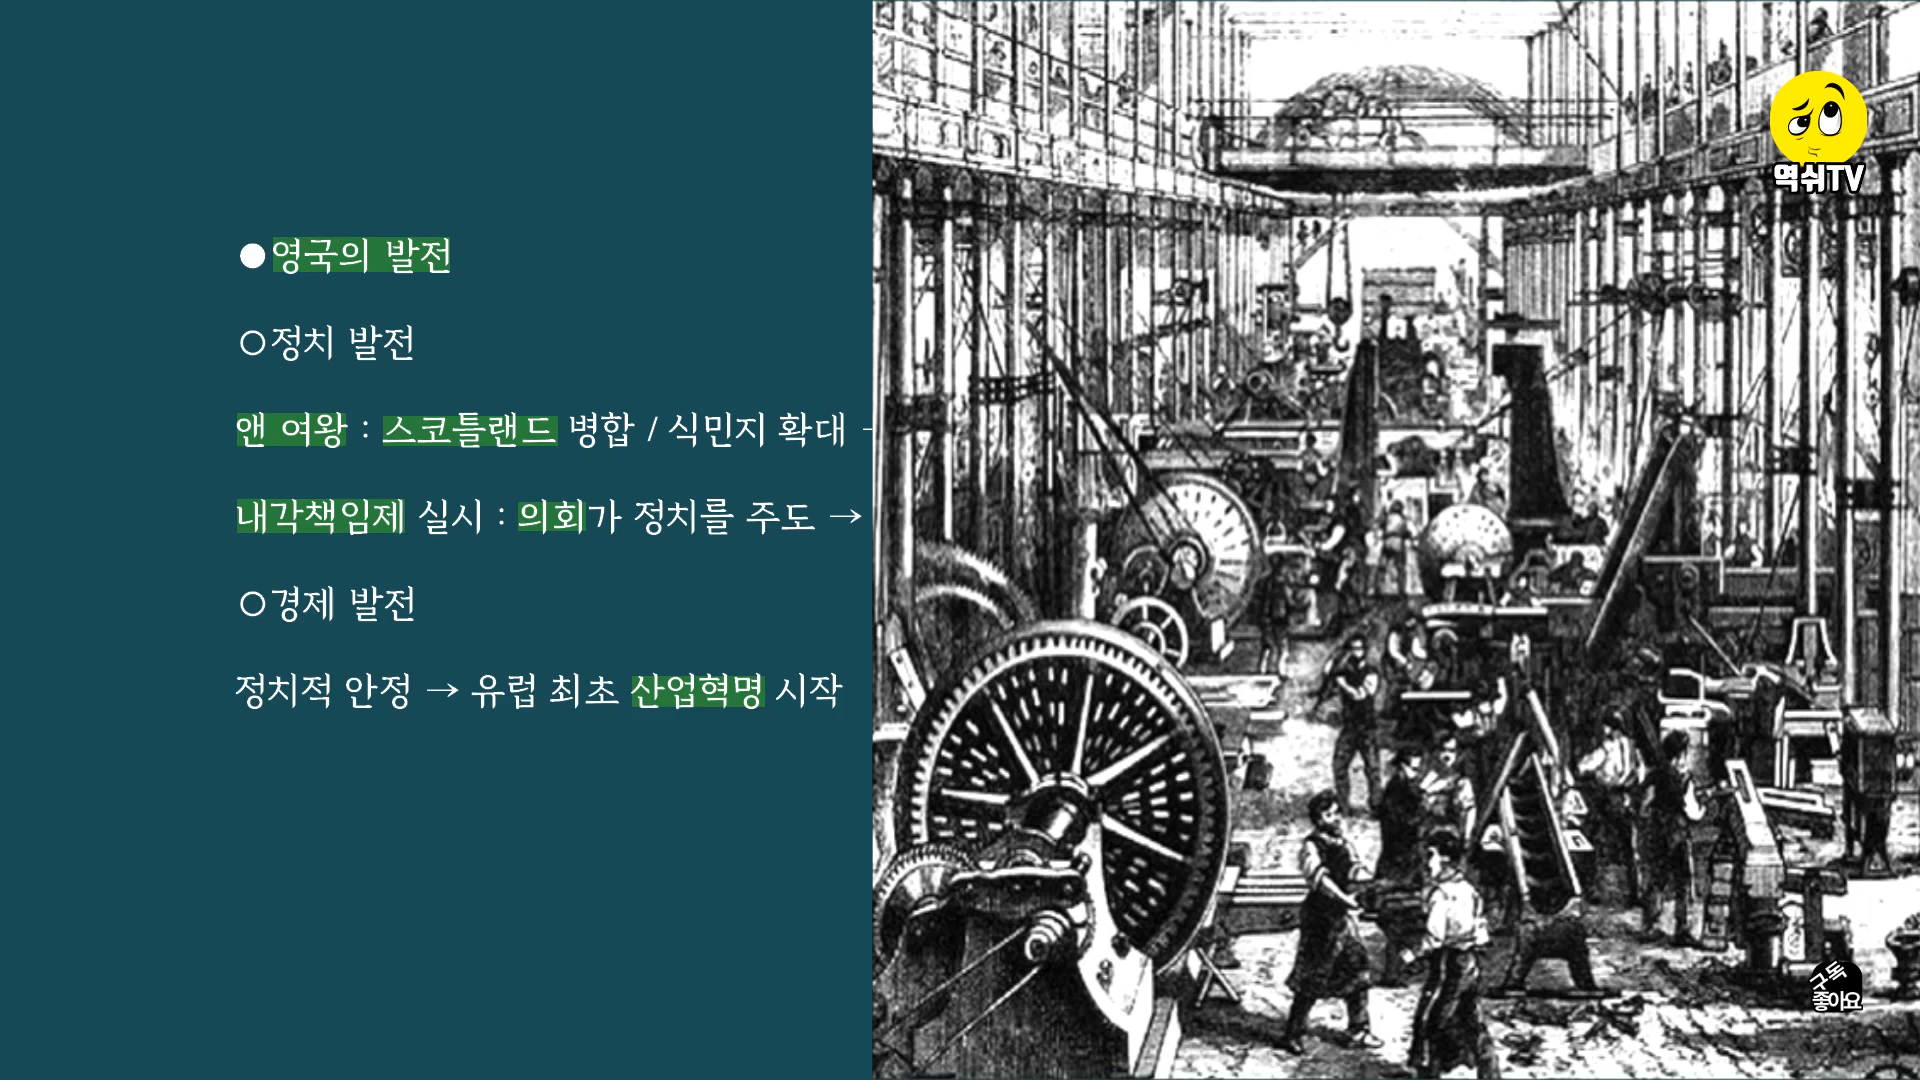 ●영국의 발전
○정치 발전
앤 여왕 : 스코틀랜드 병합 / 식민지 확대 -
내각책임제 실시 : 의회가 정치를 주도 →
○경제 발전
정치적 안정 → 유럽 최초 산업혁명 시작
역쉬TV
구독
좋아요